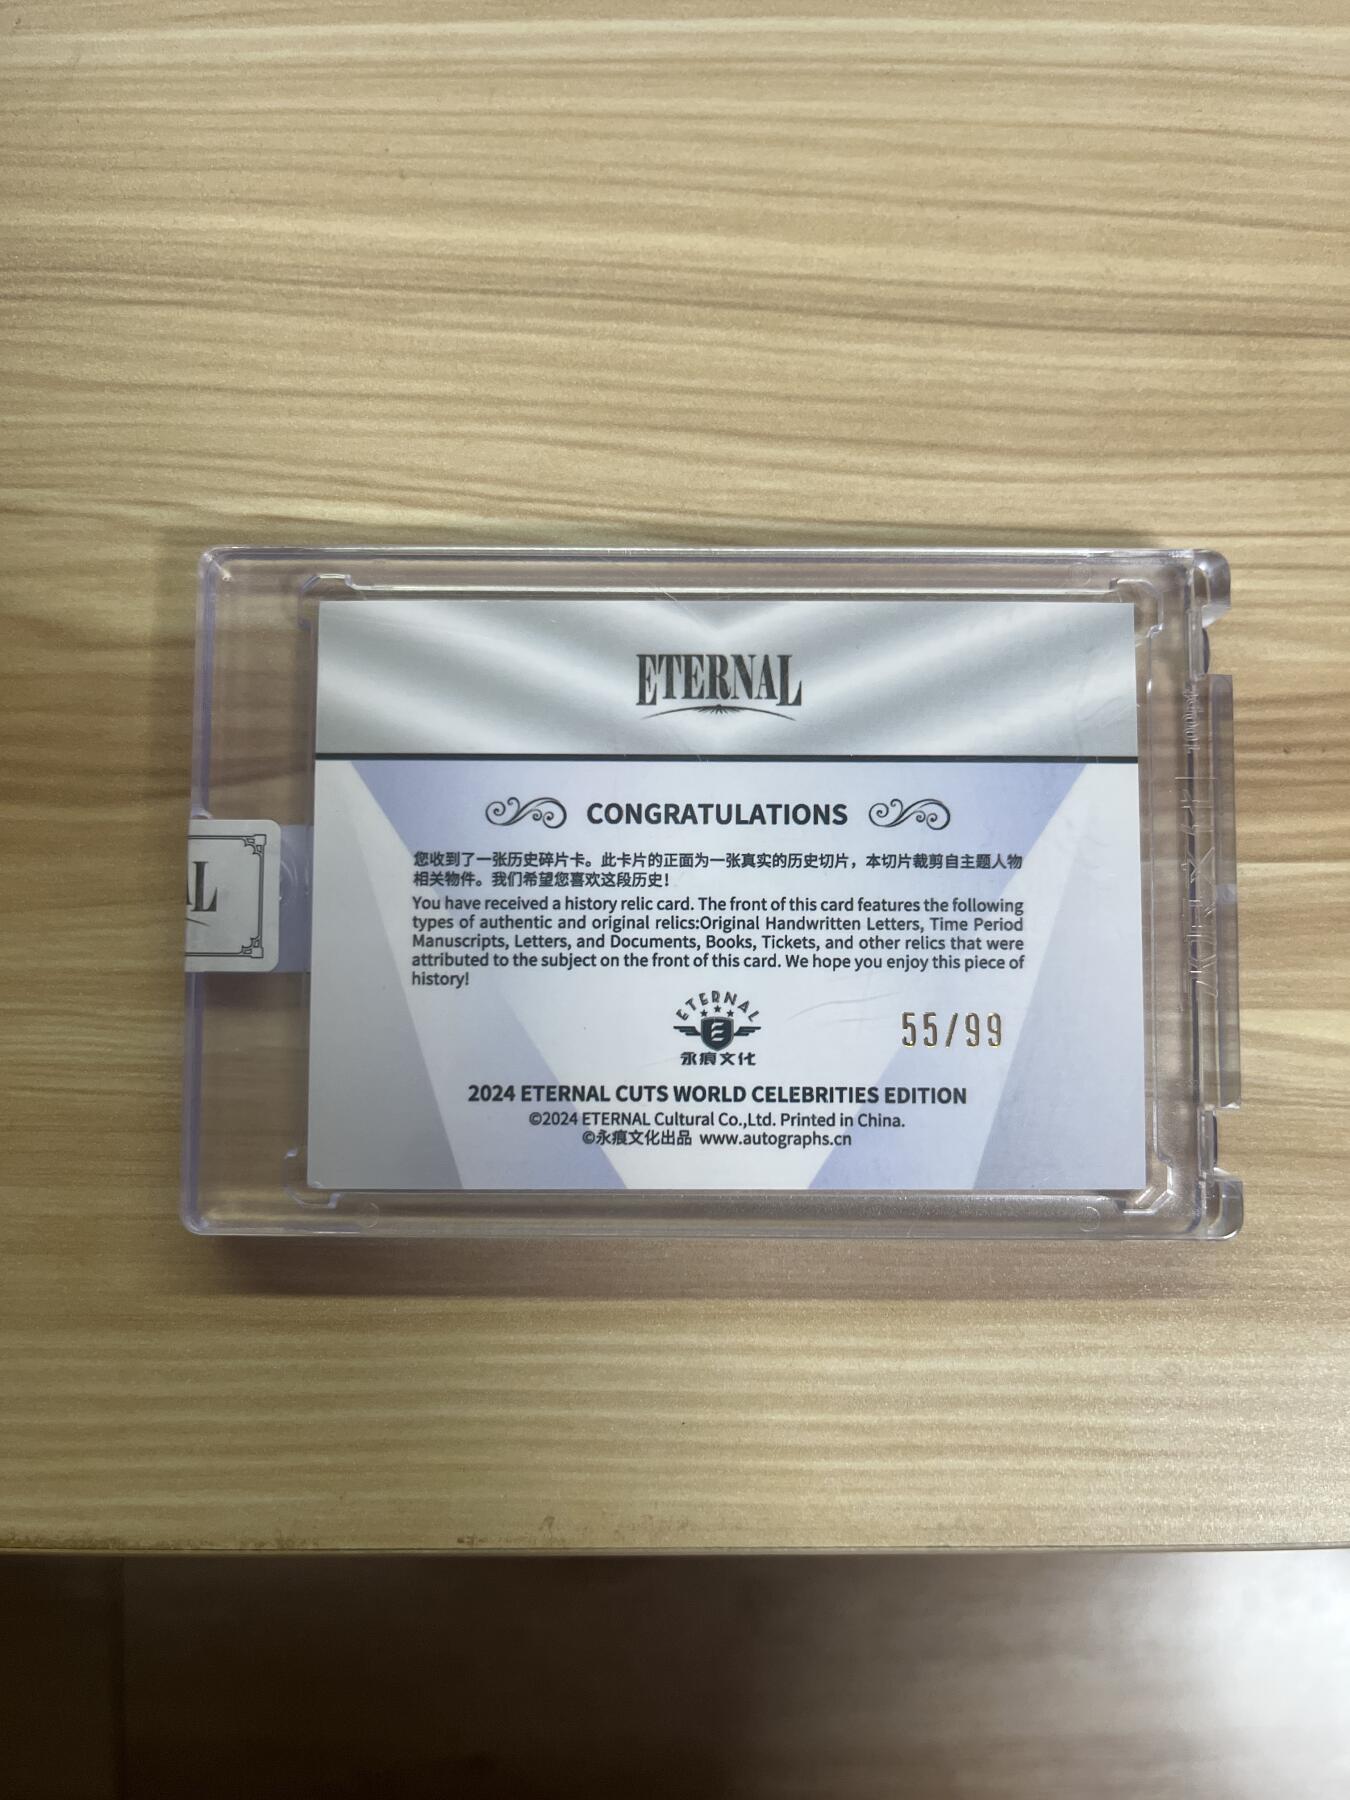 ETERNAL
CONGRATULATIONS
您收到了一张历史碎片卡。此卡片的正面为一张真实的历史切片，本切片裁剪自主题人物
相关物件。我们希望您喜欢这段历史！
You have received a history relic card. The front of this card features the following
types of authentic and original relics:Original Handwritten Letters, Time Period
Manuscripts, Letters, and Documents, Books, Tickets, and other relics that were
attributed to the subject on the front of this card. We hope you enjoy this piece of
history!
AL
ETERNAL
E
永痕文化
55/99
2024 ETERNAL CUTS WORLD CELEBRITIES EDITION
©2024 ETERNAL Cultural Co.,Ltd. Printed in China.
©永痕文化出品 www.autographs.cn